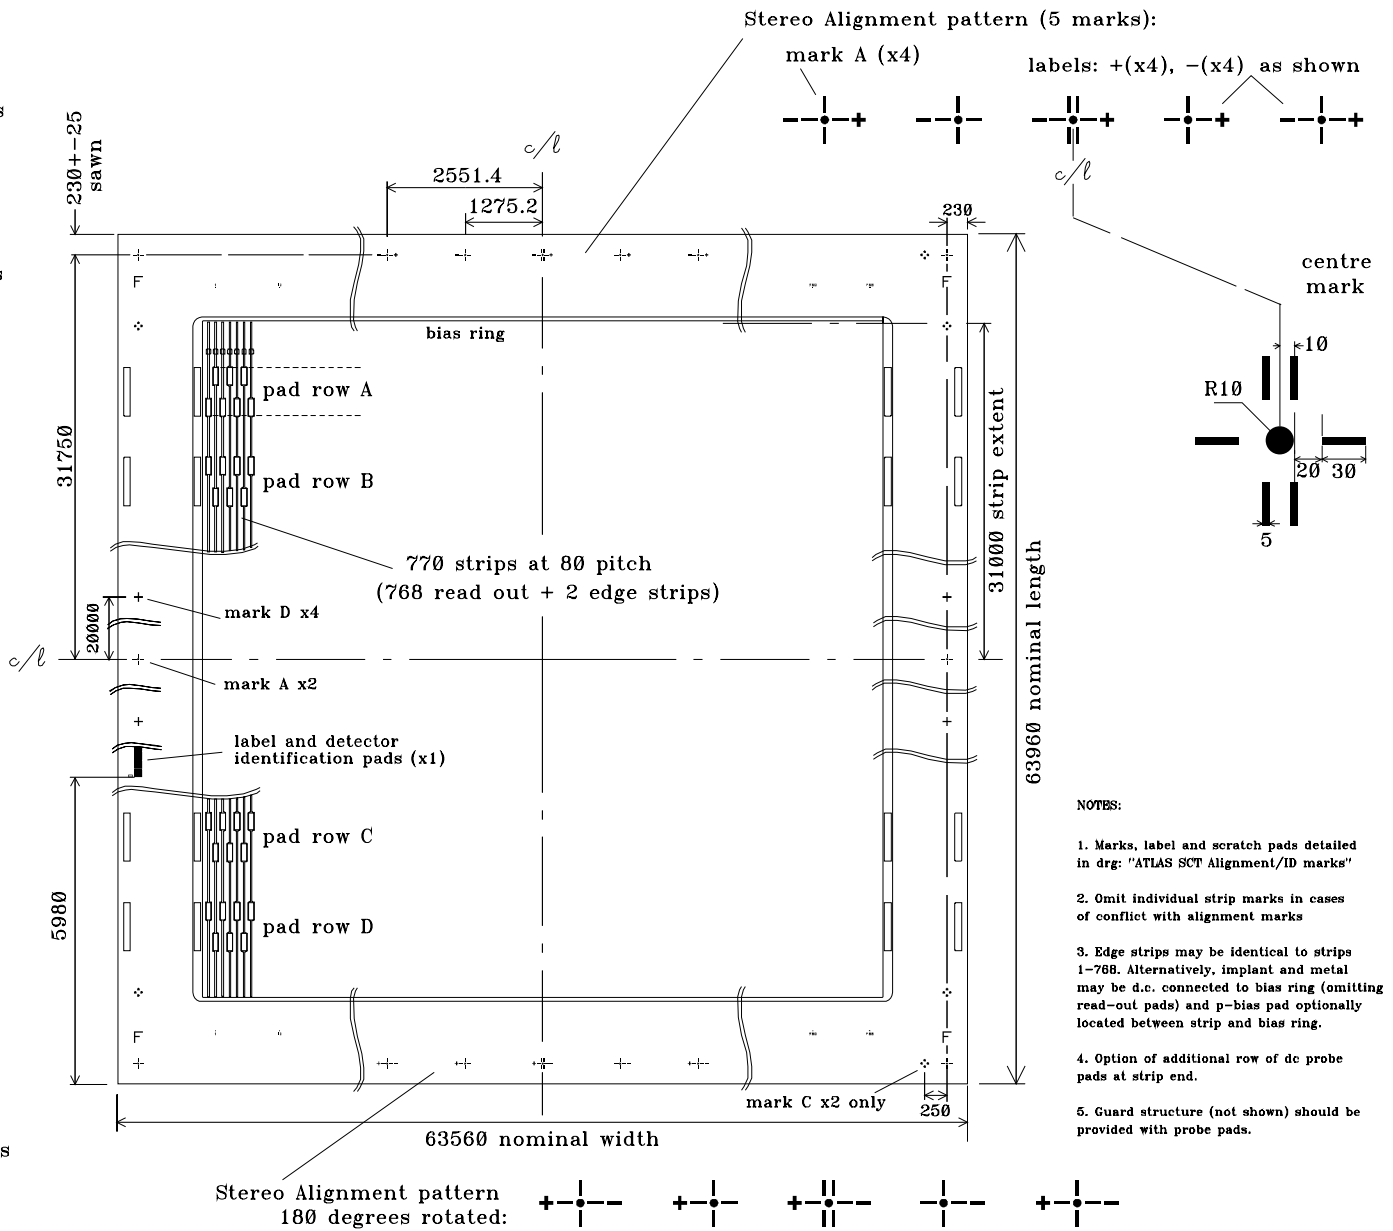 Stereo Alignment pattern (5 marks):
mark A (x4)
labels: +(x4), −(x4) as shown
s
230+−25
sawn
c/l
2551.4
1275.2
c/l
230
s
F
F
centre
mark
bias ring
10
R10
pad row A
31750
31000 strip extent
pad row B
20 30
5
770 strips at 80 pitch
(768 read out + 2 edge strips)
63960 nominal length
mark D x4
20000
c/l
mark A x2
label and detector
identification pads (x1)
NOTES:
pad row C
1. Marks, label and scratch pads detailed
in drg: "ATLAS SCT Alignment/ID marks"
2. Omit individual strip marks in cases
of conflict with alignment marks
5980
pad row D
3. Edge strips may be identical to strips
1−768. Alternatively, implant and metal
may be d.c. connected to bias ring (omitting
read−out pads) and p−bias pad optionally
located between strip and bias ring.
F
F
4. Option of additional row of dc probe
pads at strip end.
mark C x2 only
250
5. Guard structure (not shown) should be
provided with probe pads.
63560 nominal width
s
Stereo Alignment pattern
180 degrees rotated: